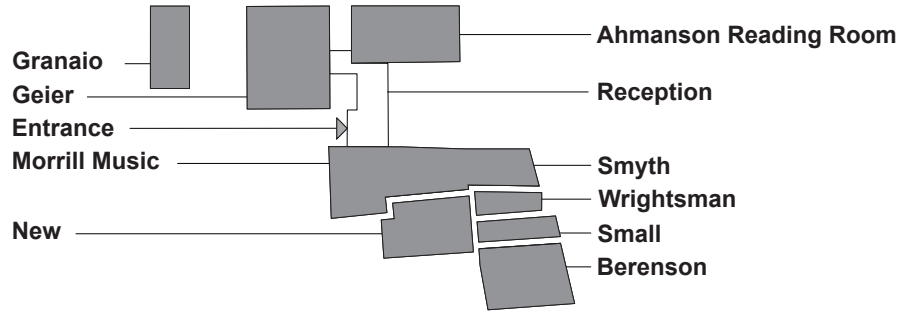 Granaio
Geier
Entrance
Morrill Music
New
Ahmanson Reading Room
Reception
Smyth
Wrightsman
Small
Berenson